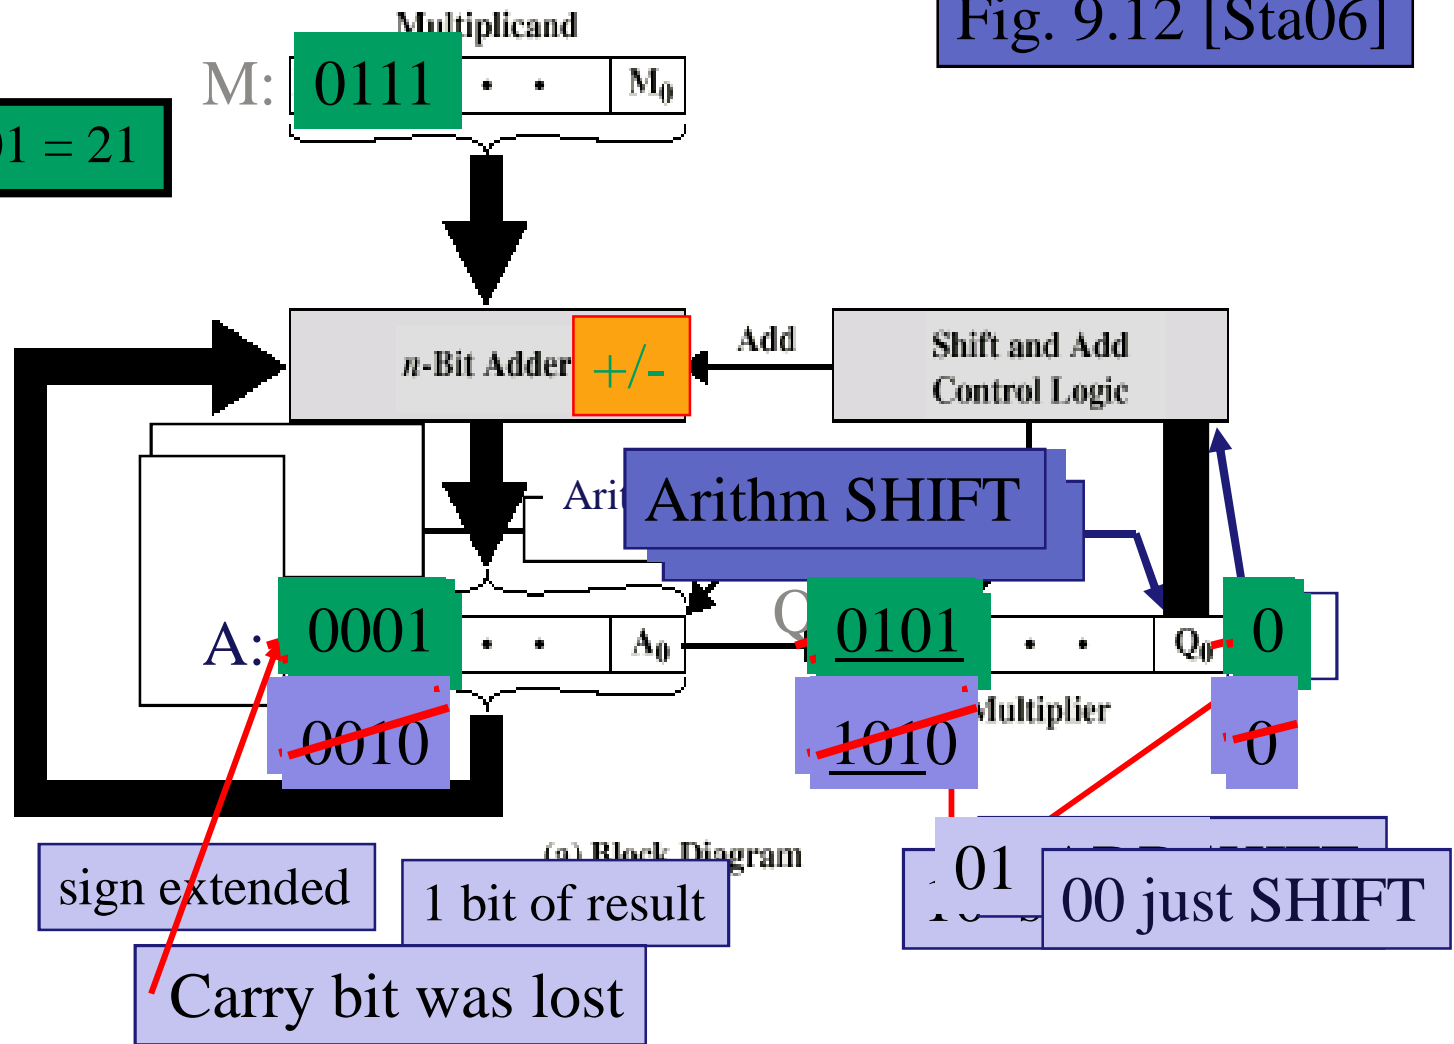 Fig. 9.12 [Sta06]
Multiplicand
M: 0111 · · M0
01 = 21
n-Bit Adder +/-
Add
Shift and Add
Control Logic
Arithm SHIFT
A: 0001 · · A0
Q 0101 · · Q0 0
0010 1010 0
Multiplier
(a) Block Diagram
sign extended
1 bit of result
01
00 just SHIFT
Carry bit was lost